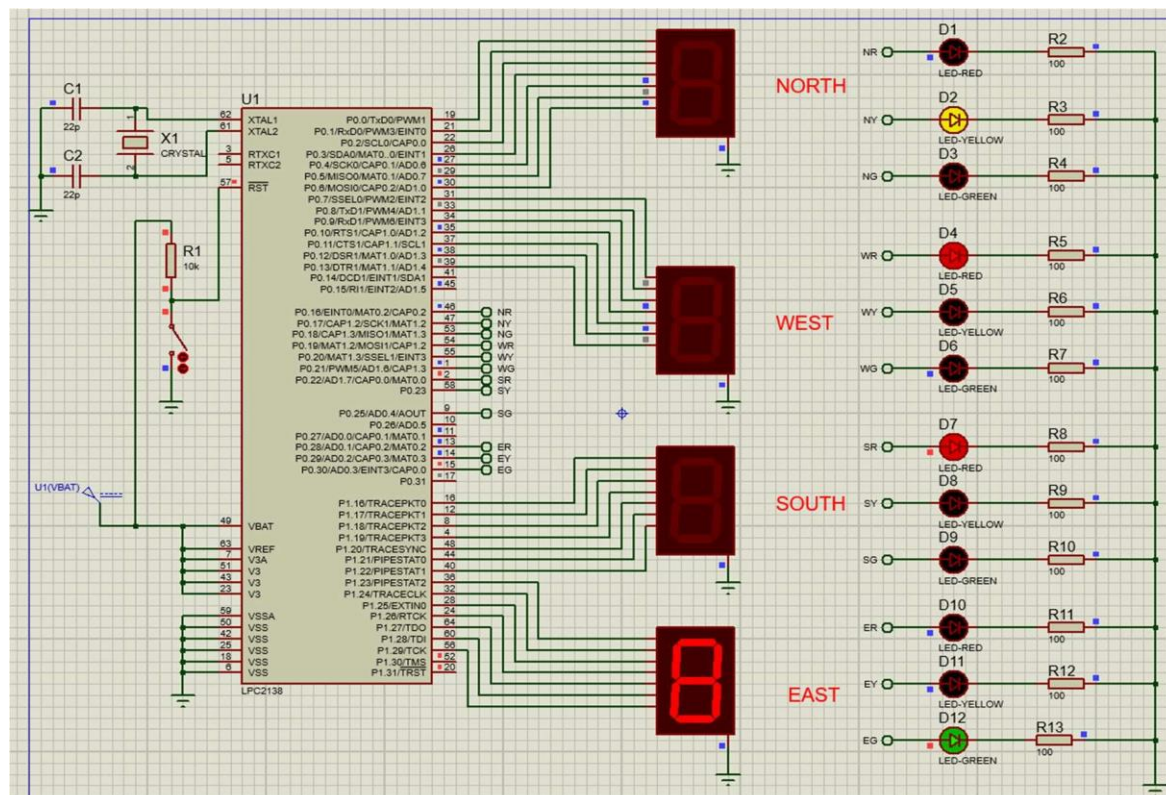 C1
22p
C2
22p
X1
CRYSTAL
1
2
R1
10k
U1(VBAT)
U1
LPC2138
62 XTAL1
61 XTAL2
3 RTXC1
5 RTXC2
57 RST
49 VBAT
63 VREF
7 V3A
51 V3
43 V3
23 V3
59 VSSA
50 VSS
42 VSS
25 VSS
18 VSS
6 VSS
P0.0/TxD0/PWM1 19
P0.1/RxD0/PWM3/EINT0 21
P0.2/SCL0/CAP0.0 22
P0.3/SDA0/MAT0..0/EINT1 26
P0.4/SCK0/CAP0.1/AD0.6 27
P0.5/MISO0/MAT0.1/AD0.7 29
P0.6/MOSI0/CAP0.2/AD1.0 30
P0.7/SSEL0/PWM2/EINT2 31
P0.8/TxD1/PWM4/AD1.1 33
P0.9/RxD1/PWM6/EINT3 34
P0.10/RTS1/CAP1.0/AD1.2 35
P0.11/CTS1/CAP1.1/SCL1 37
P0.12/DSR1/MAT1.0/AD1.3 38
P0.13/DTR1/MAT1.1/AD1.4 39
P0.14/DCD1/EINT1/SDA1 41
P0.15/RI1/EINT2/AD1.5 45
P0.16/EINT0/MAT0.2/CAP0.2 46 NR
P0.17/CAP1.2/SCK1/MAT1.2 47 NY
P0.18/CAP1.3/MISO1/MAT1.3 53 NG
P0.19/MAT1.2/MOSI1/CAP1.2 54 WR
P0.20/MAT1.3/SSEL1/EINT3 55 WY
P0.21/PWM5/AD1.6/CAP1.3 1 WG
P0.22/AD1.7/CAP0.0/MAT0.0 2 SR
P0.23 58 SY
P0.25/AD0.4/AOUT 9 SG
P0.26/AD0.5 10
P0.27/AD0.0/CAP0.1/MAT0.1 11
P0.28/AD0.1/CAP0.2/MAT0.2 13 ER
P0.29/AD0.2/CAP0.3/MAT0.3 14 EY
P0.30/AD0.3/EINT3/CAP0.0 15 EG
P0.31 17
P1.16/TRACEPKT0 16
P1.17/TRACEPKT1 12
P1.18/TRACEPKT2 8
P1.19/TRACEPKT3 4
P1.20/TRACESYNC 48
P1.21/PIPESTAT0 44
P1.22/PIPESTAT1 40
P1.23/PIPESTAT2 36
P1.24/TRACECLK 32
P1.25/EXTIN0 28
P1.26/RTCK 24
P1.27/TDO 64
P1.28/TDI 60
P1.29/TCK 56
P1.30/TMS 52
P1.31/TRST 20
NORTH
WEST
SOUTH
0
EAST
D1 R2
NR
LED-RED 100
D2 R3
NY
LED-YELLOW 100
D3 R4
NG
LED-GREEN 100
D4 R5
WR
LED-RED 100
D5 R6
WY
LED-YELLOW 100
D6 R7
WG
LED-GREEN 100
D7 R8
SR
LED-RED 100
D8 R9
SY
LED-YELLOW 100
D9 R10
SG
LED-GREEN 100
D10 R11
ER
LED-RED 100
D11 R12
EY
LED-YELLOW 100
D12 R13
EG
LED-GREEN 100